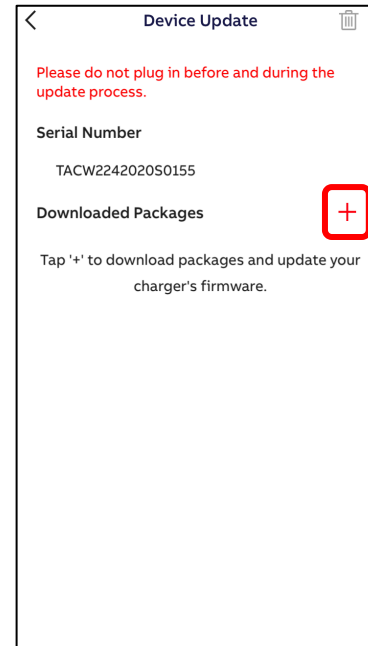 Device Update
Please do not plug in before and during the
update process.
Serial Number
TACW2242020S0155
Downloaded Packages
+
Tap '+' to download packages and update your
charger's firmware.